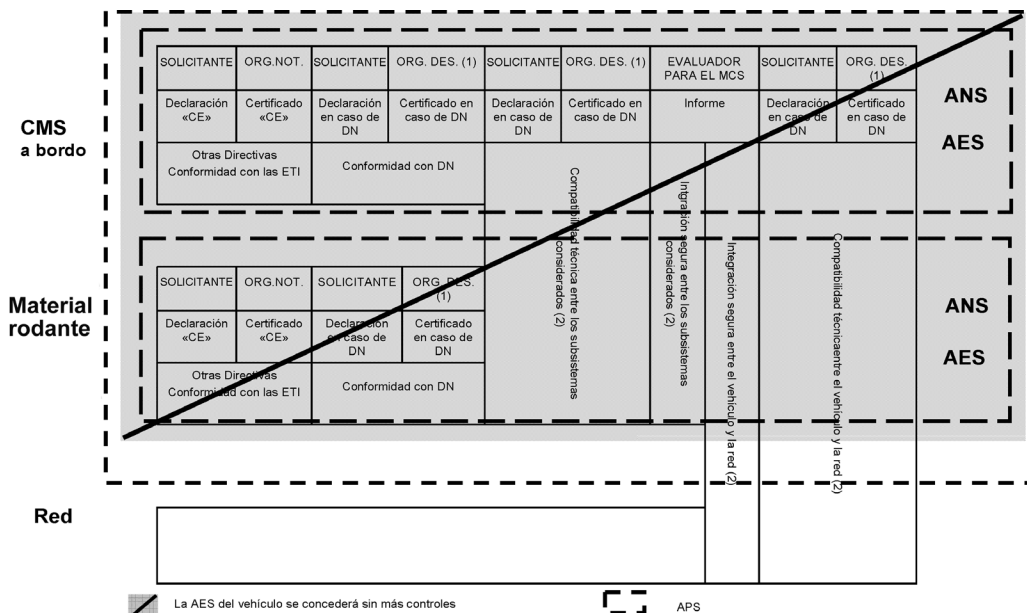 SOLICITANTE
ORG.NOT.
SOLICITANTE
ORG. DES. (1)
SOLICITANTE
ORG. DES. (1)
EVALUADOR
PARA EL MCS
SOLICITANTE
ORG. DES.
(1)
Declaración
«CE»
Certificado
«CE»
Declaración
en caso de
DN
Certificado en
caso de DN
Declaración
en caso de
DN
Certificado en
caso de DN
Informe
Declaración
en caso de
DN
Certificado
en caso de
DN
ANS
AES
CMS
a bordo
Otras Directivas
Conformidad con las ETI
Conformidad con DN
Compatibilidad técnica entre los subsistemas
considerados (2)
Intgración segura entre los subsistemas
considerados (2)
Integración segura entre el vehículo y la red (2)
Compatibilidad técnicaentre el vehículo y la red (2)
Material
rodante
SOLICITANTE
ORG.NOT.
SOLICITANTE
ORG. DES.
(1)
Declaración
«CE»
Certificado
«CE»
Declaración
en caso de
DN
Certificado
en caso de
DN
ANS
AES
Otras Directivas
Conformidad con las ETI
Conformidad con DN
Red
La AES del vehículo se concederá sin más controles
APS